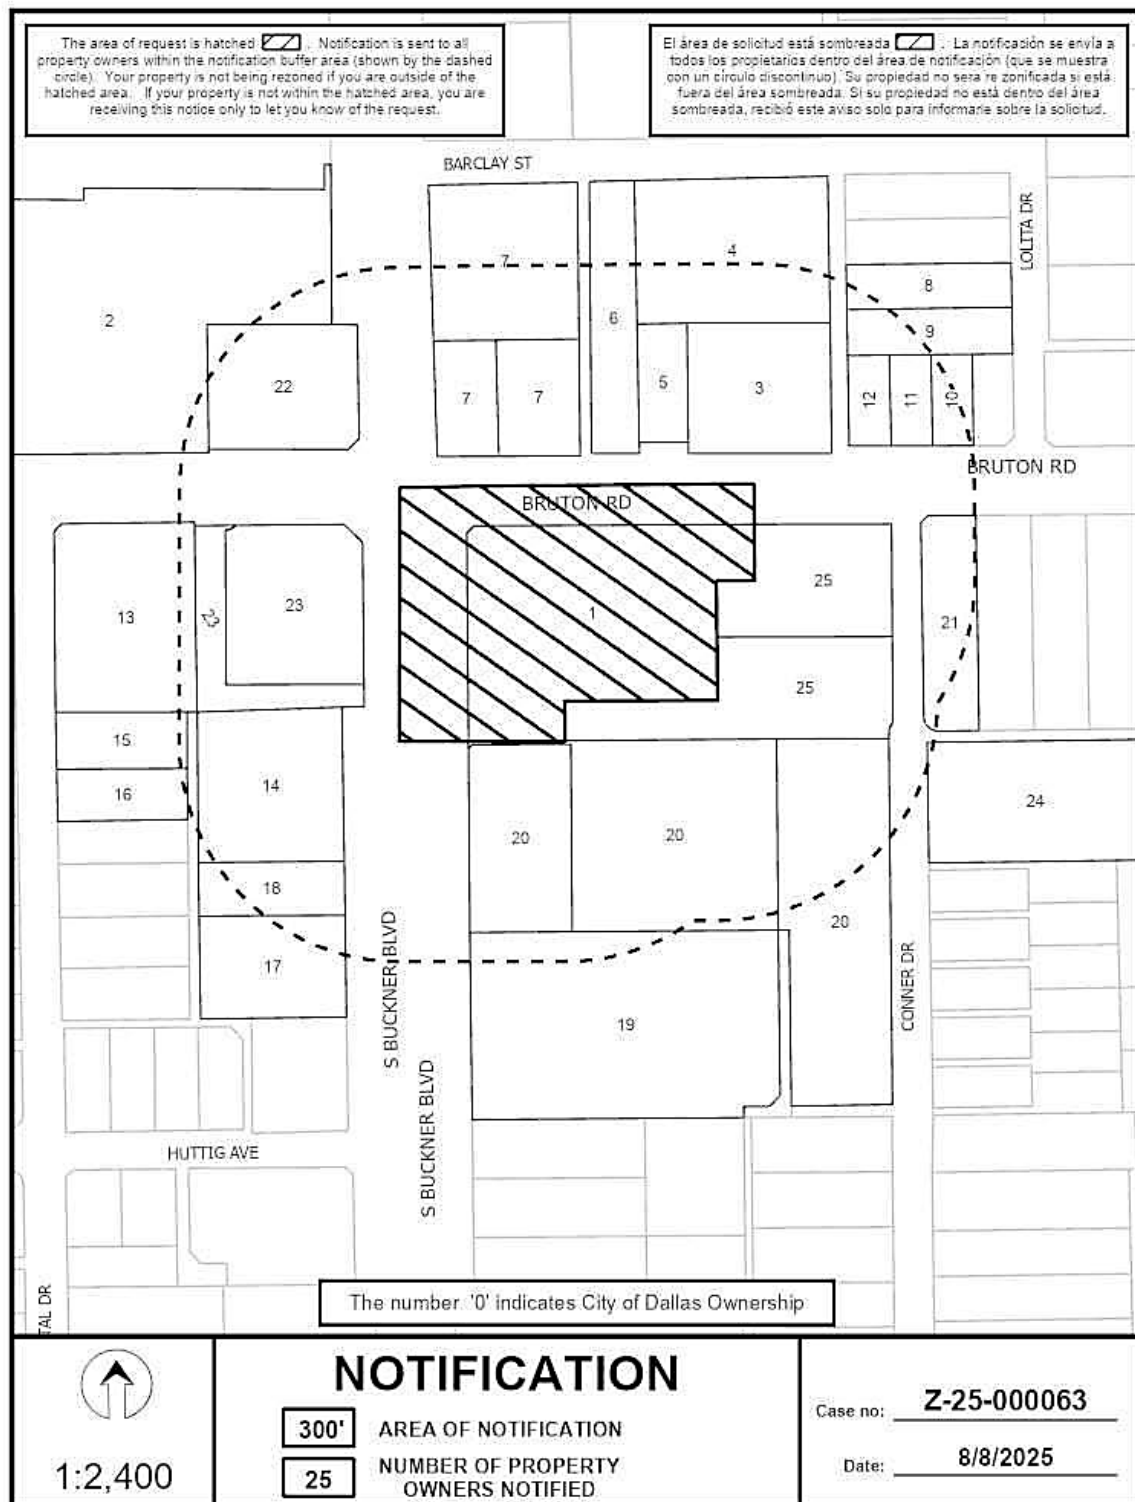 The area of request is hatched . Notification is sent to all
property owners within the notification buffer area (shown by the dashed
circle). Your property is not being rezoned if you are outside of the
hatched area. If your property is not within the hatched area, you are
receiving this notice only to let you know of the request.
El área de solicitud está sombreada . La notificación se envía a
todos los propietarios dentro del área de notificación (que se muestra
con un círculo discontinuo). Su propiedad no sera re zonificada si está
fuera del área sombreada. Si su propiedad no está dentro del área
sombreada, recibió este aviso solo para informarle sobre la solicitud.
BARCLAY ST
LOLITA DR
7
4
8
2
6
9
22
5
3
7
7
12
11
10
BRUTON RD
BRUTON RD
25
13
23
1
21
25
15
14
16
24
20
20
18
20
17
S BUCKNER BLVD
CONNER DR
19
S BUCKNER BLVD
HUTTIG AVE
TAL DR
The number '0' indicates City of Dallas Ownership
1:2,400
NOTIFICATION
300' AREA OF NOTIFICATION
25 NUMBER OF PROPERTY
OWNERS NOTIFIED
Case no: Z-25-000063
Date: 8/8/2025